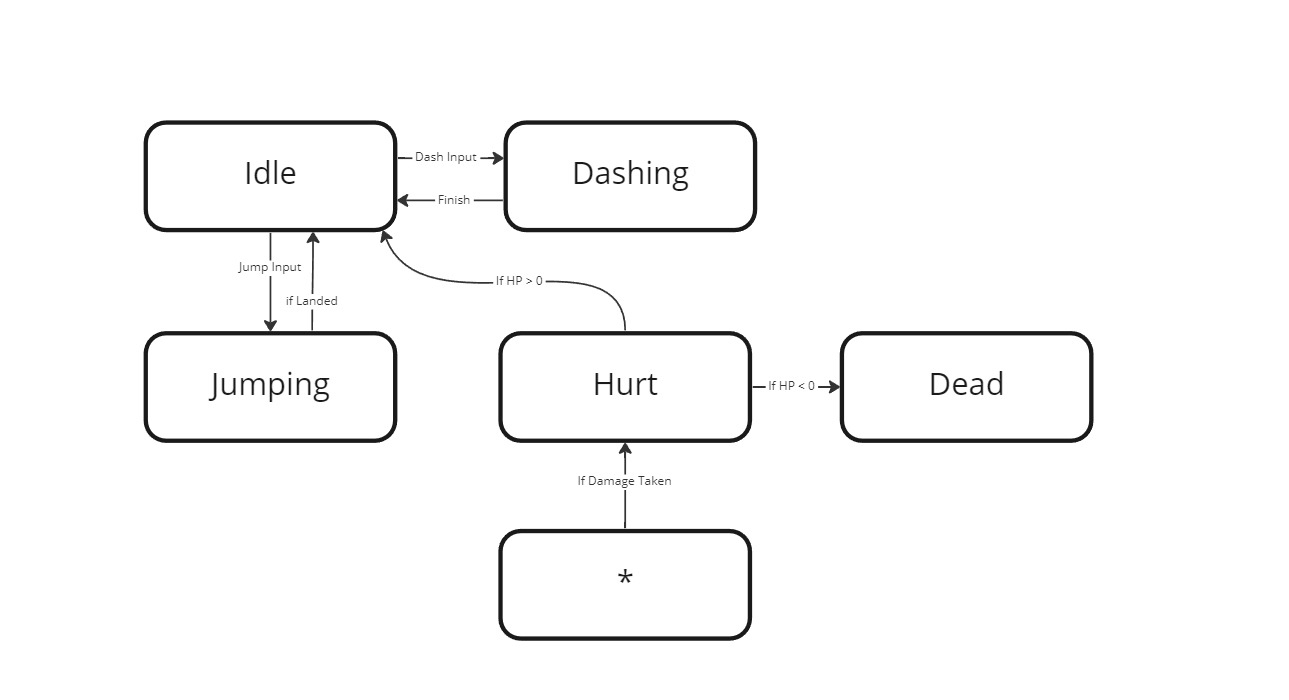 Idle
Dash Input
Dashing
Finish
Jump Input
if Landed
If HP > 0
Jumping
Hurt
If HP < 0
Dead
If Damage Taken
*